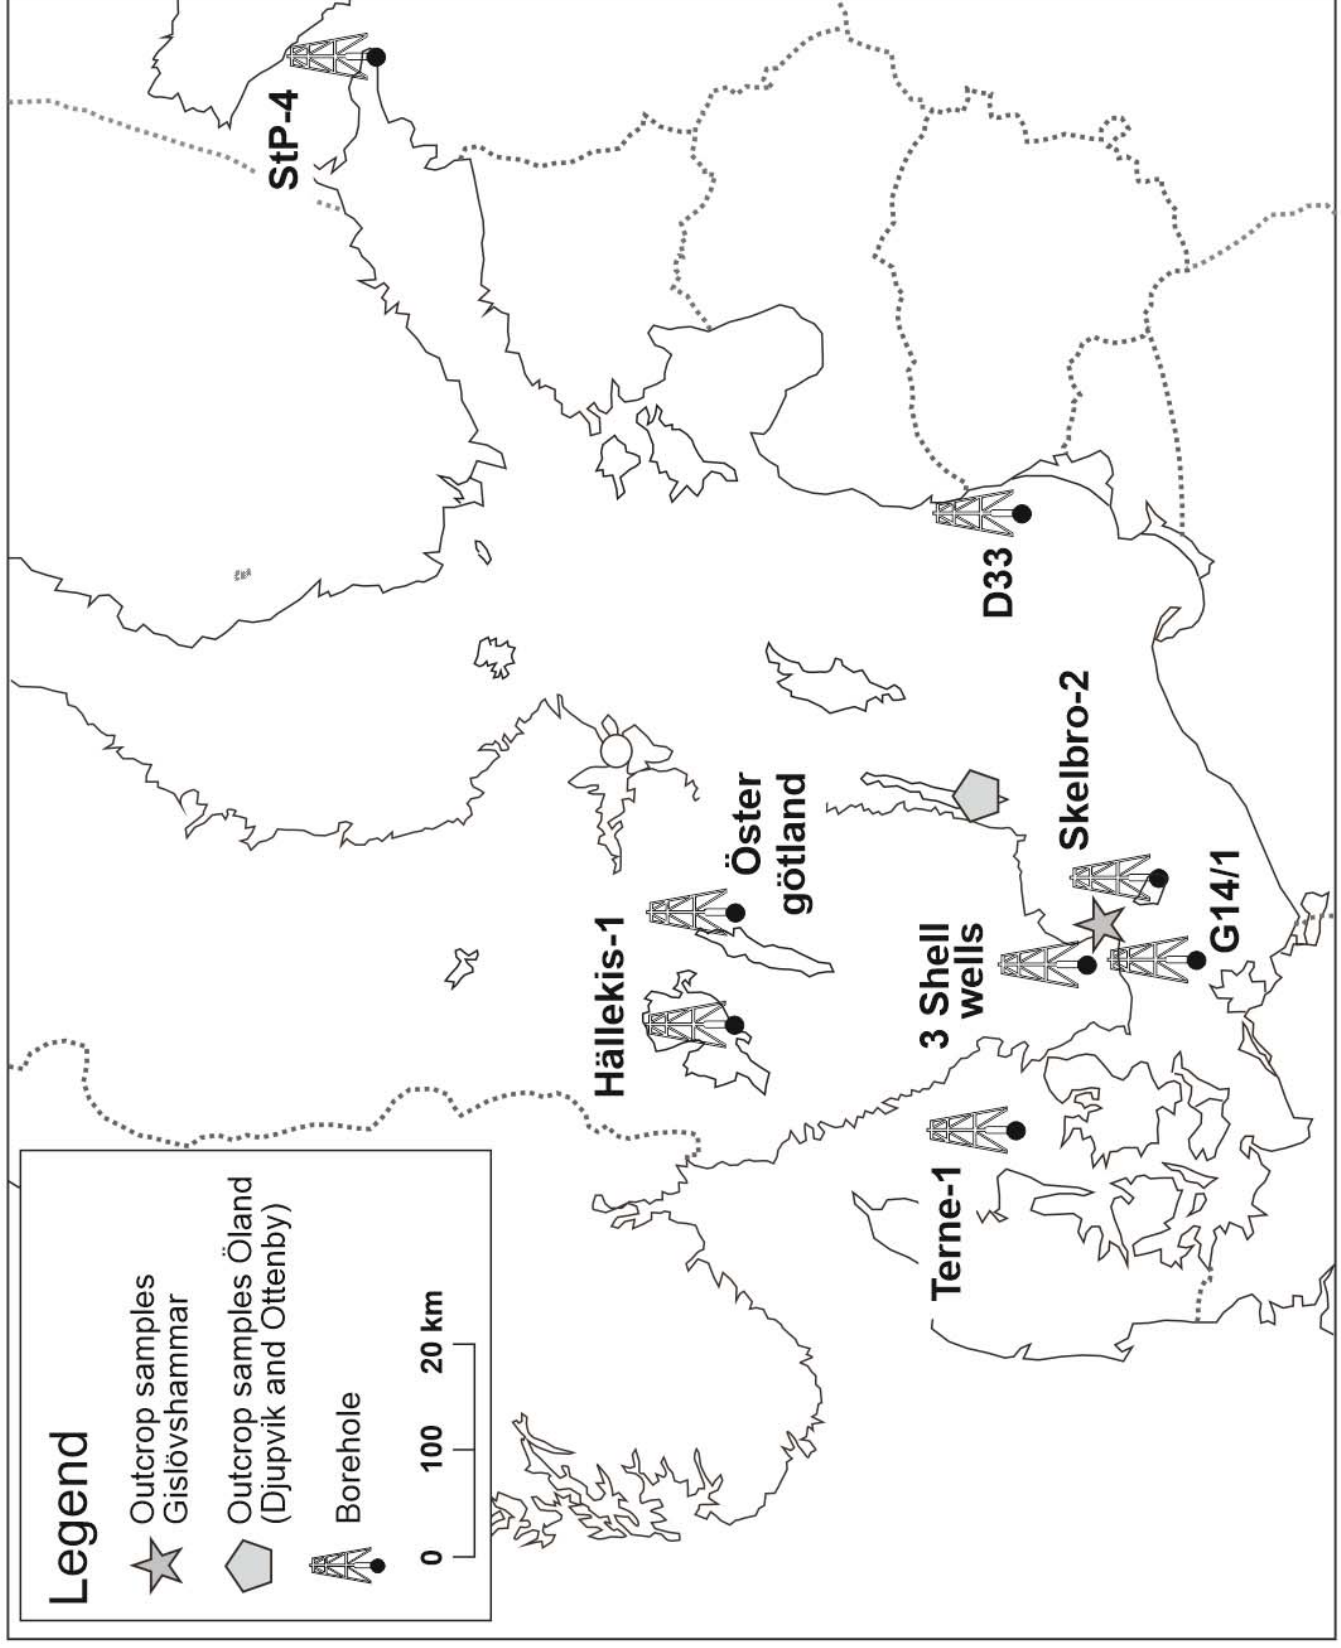 Legend
Outcrop samples
Gislövshammar
Outcrop samples Öland
(Djupvik and Ottenby)
Borehole
0 100 20 km
StP-4
Hällekis-1
Öster
götland
D33
3 Shell
wells
Skelbro-2
G14/1
Terne-1